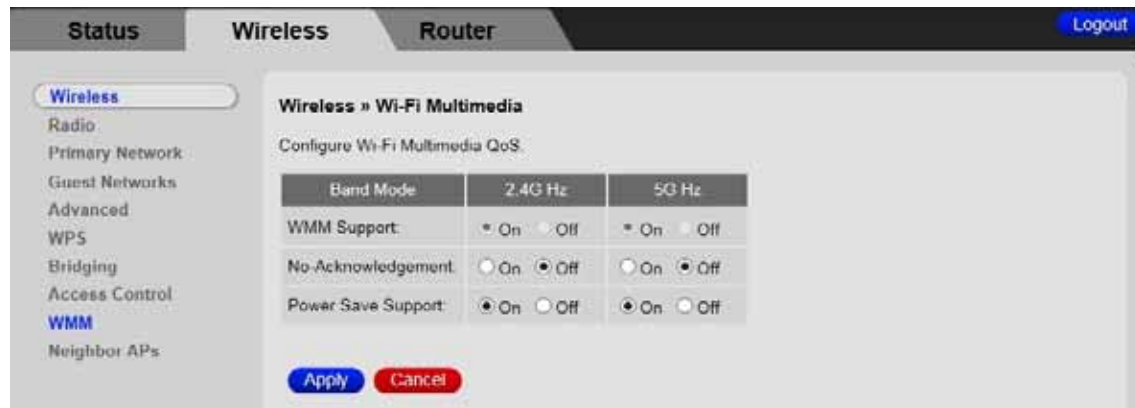 Status Wireless Router Logout
Wireless
Radio
Primary Network
Guest Networks
Advanced
WPS
Bridging
Access Control
WMM
Neighbor APs
Wireless » Wi-Fi Multimedia
Configure Wi-Fi Multimedia QoS.
Band Mode 2.4G Hz 5G Hz
WMM Support: On Off On Off
No-Acknowledgement: On Off On Off
Power Save Support: On Off On Off
Apply Cancel